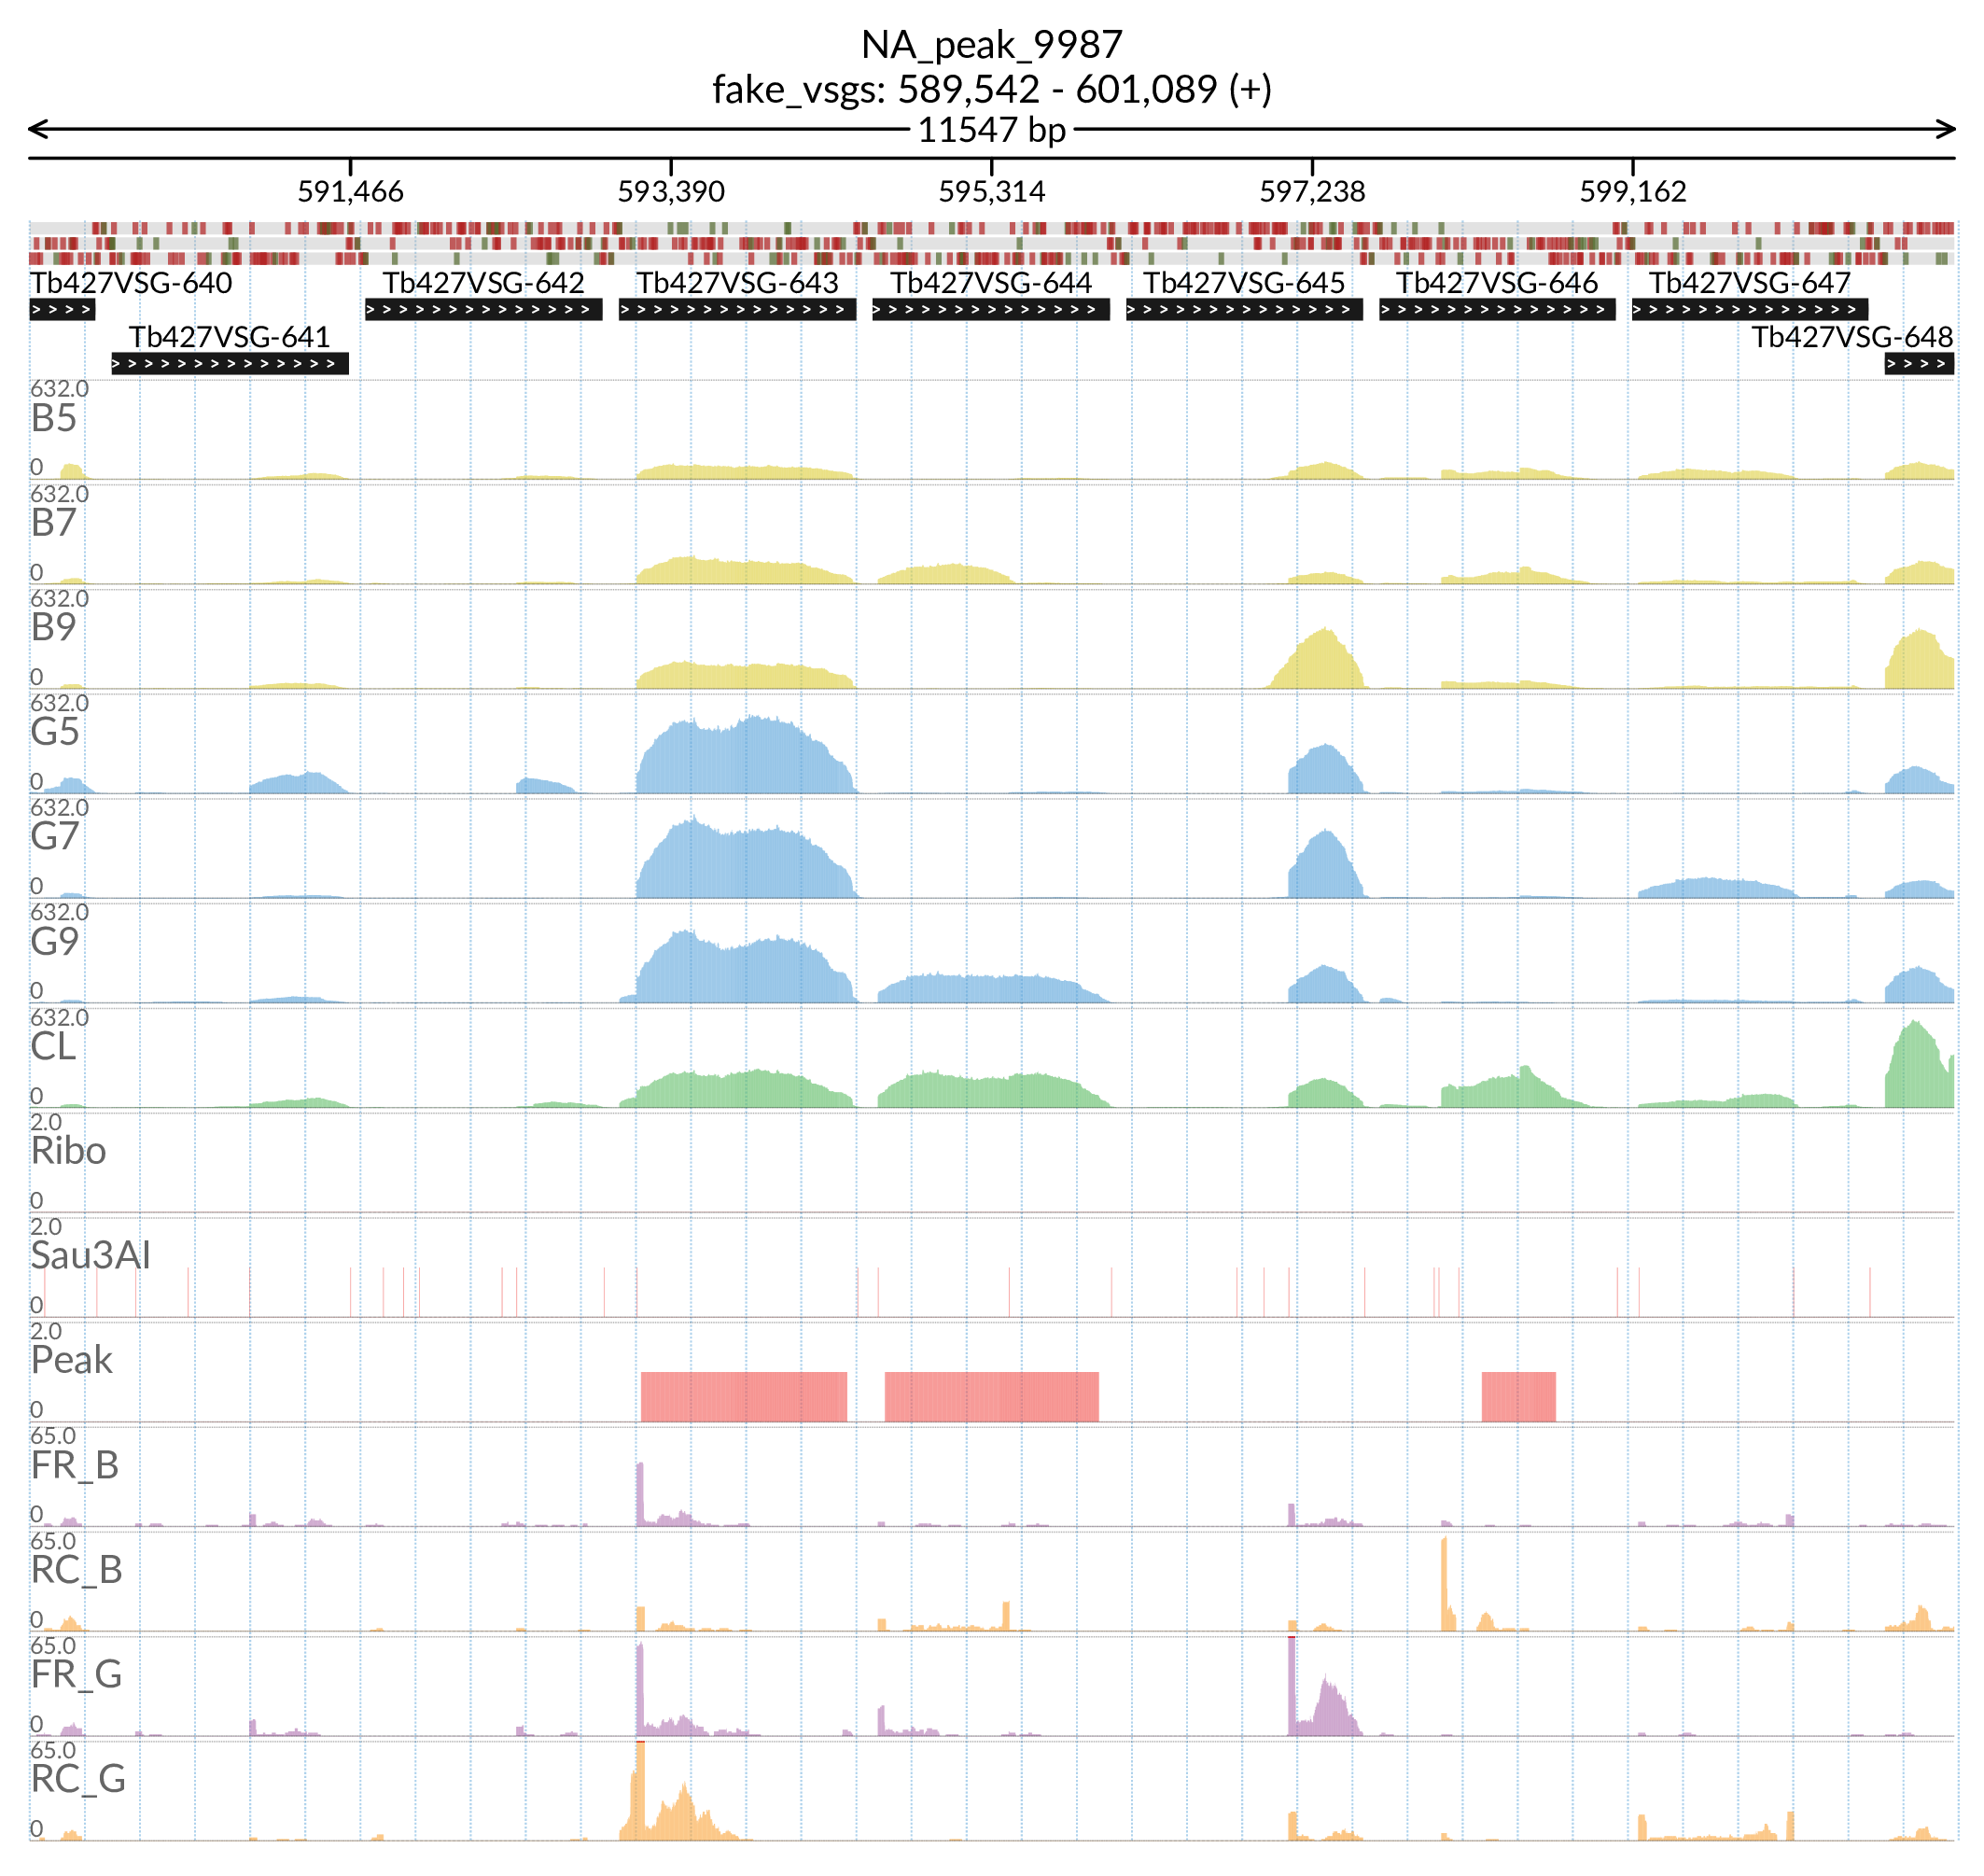 NA_peak_9987
fake_vsgs: 589,542 - 601,089 (+)
11547 bp
591,466 593,390 595,314 597,238 599,162
Tb427VSG-640 Tb427VSG-642 Tb427VSG-643 Tb427VSG-644 Tb427VSG-645 Tb427VSG-646 Tb427VSG-647
Tb427VSG-641 Tb427VSG-648
632.0
B5
0
632.0
B7
0
632.0
B9
0
632.0
G5
0
632.0
G7
0
632.0
G9
0
632.0
CL
0
2.0
Ribo
0
2.0
Sau3AI
0
2.0
Peak
0
65.0
FR_B
0
65.0
RC_B
0
65.0
FR_G
0
65.0
RC_G
0